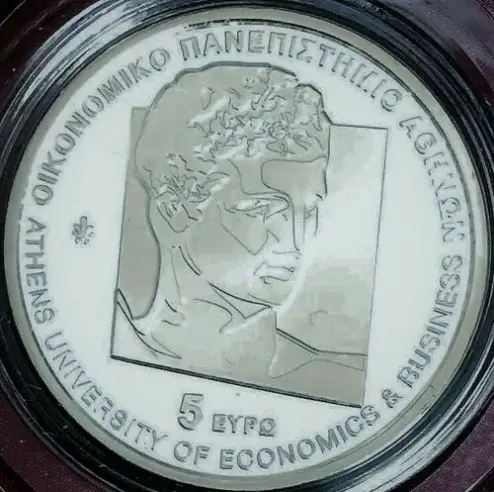 ΟΙΚΟΝΟΜΙΚΟ ΠΑΝΕΠΙΣΤΗΜΙΟ ΑΘΗΝΩΝ
ATHENS UNIVERSITY OF ECONOMICS & BUSINESS
5 ΕΥΡΩ